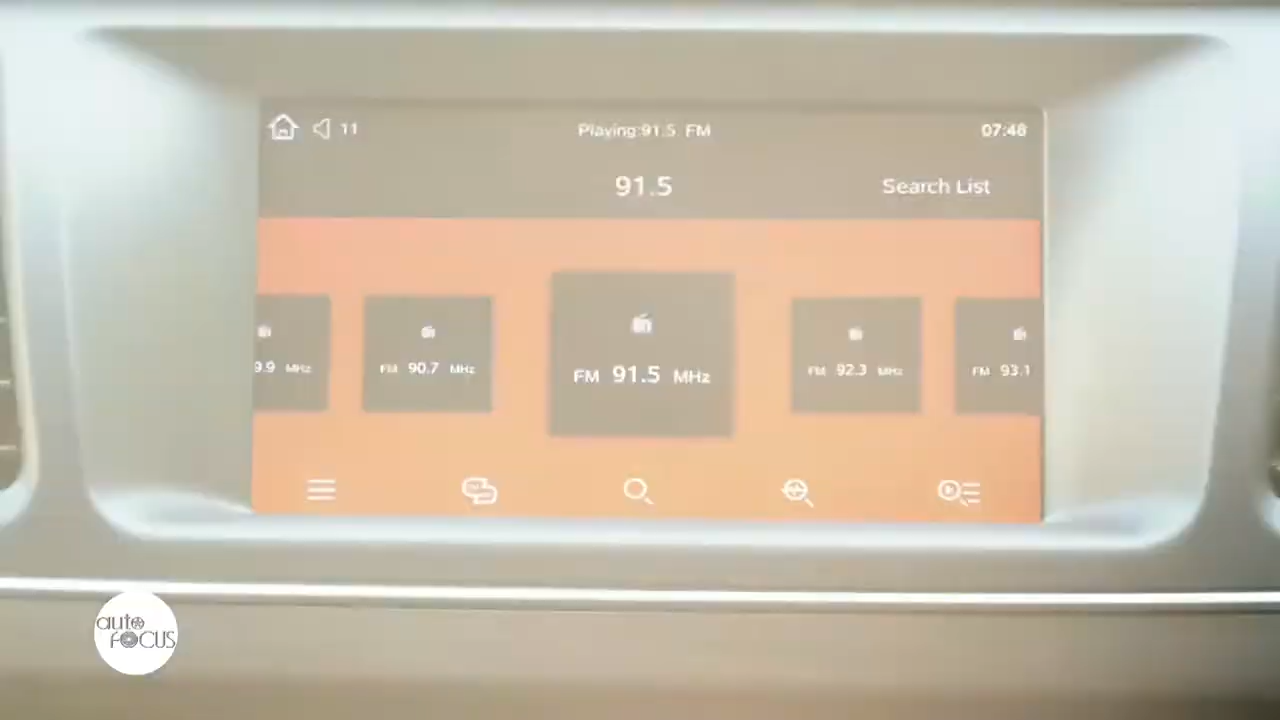 11
Playing:91.5 FM
07:48
91.5
Search List
9.9 MHz
FM 90.7 MHz
FM 91.5 MHz
FM 92.3 MHz
FM 93.1
auto
FOCUS